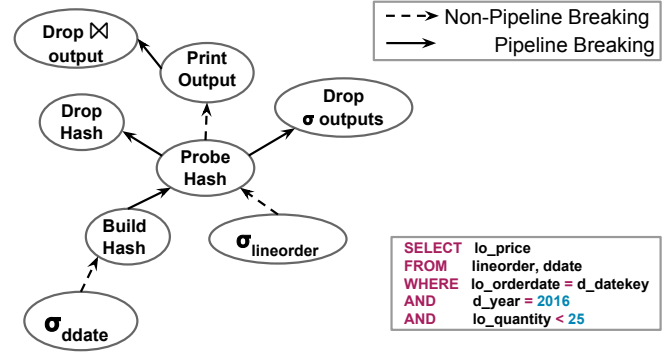 Drop ⋈
output
Print
Output
Non-Pipeline Breaking
Pipeline Breaking
Drop
Hash
Drop
σ outputs
Probe
Hash
Build
Hash
σlineorder
σddate
SELECT lo_price
FROM lineorder, ddate
WHERE lo_orderdate = d_datekey
AND d_year = 2016
AND lo_quantity < 25